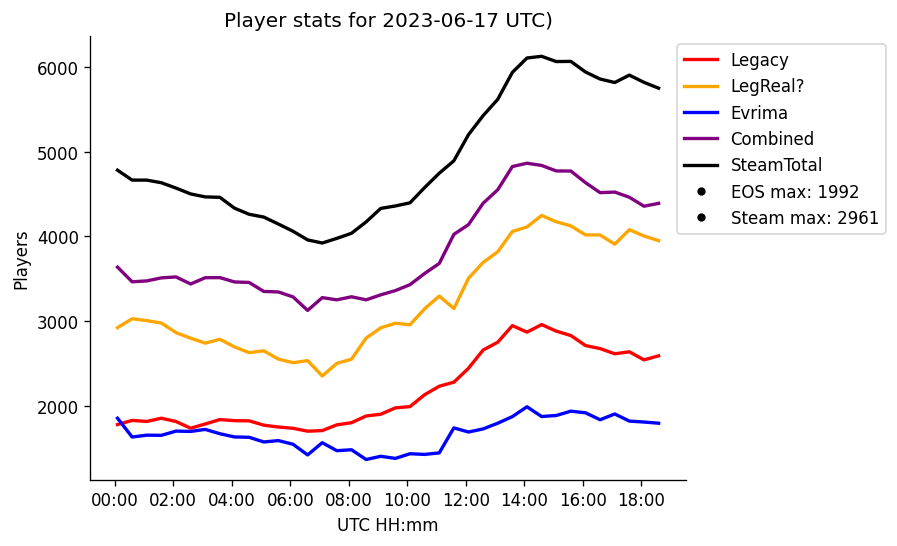 Player stats for 2023-06-17 UTC)
Players
6000
5000
4000
3000
2000
00:00 02:00 04:00 06:00 08:00 10:00 12:00 14:00 16:00 18:00
UTC HH:mm
Legacy
LegReal?
Evrima
Combined
SteamTotal
EOS max: 1992
Steam max: 2961